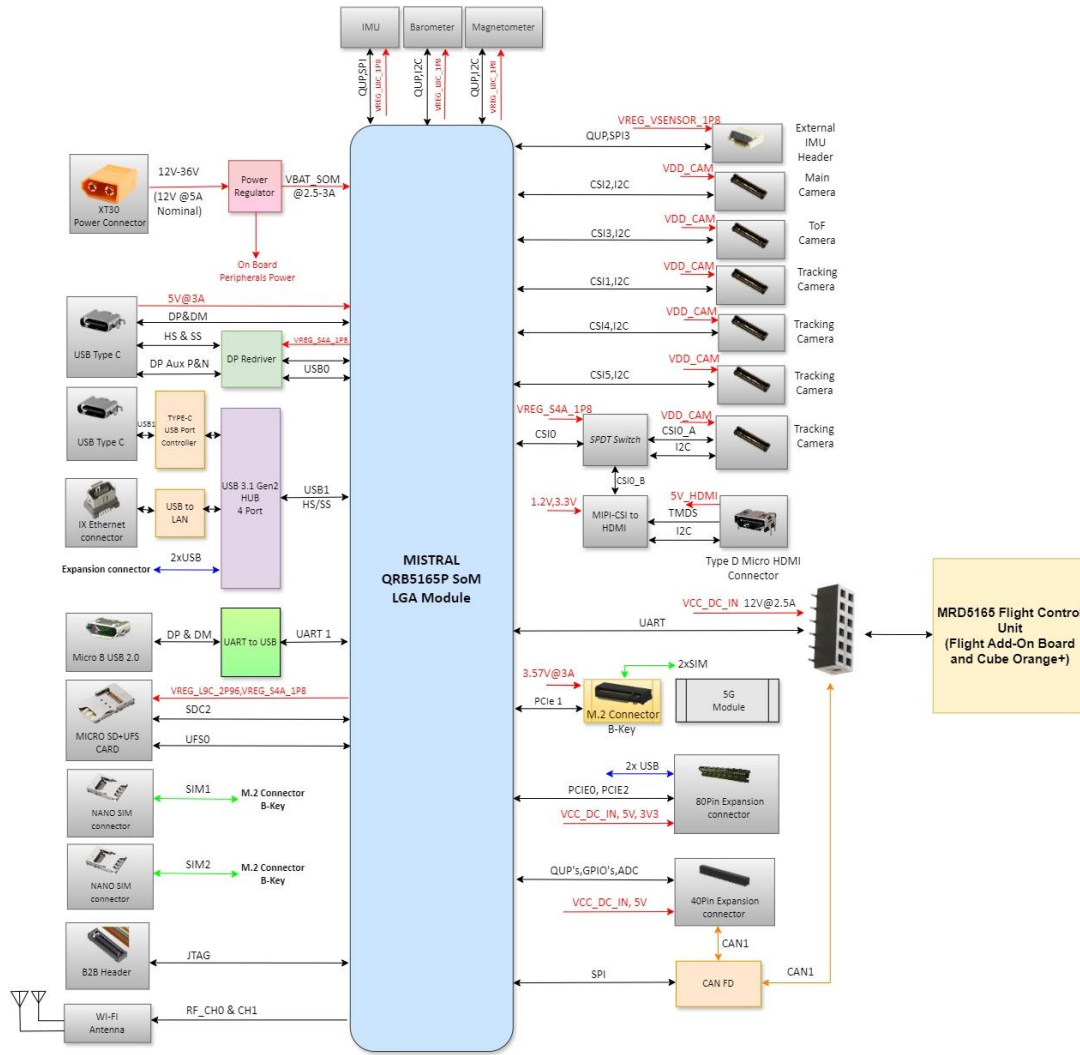 IMU
Barometer
Magnetometer
QUP,SPI
VREG_L8C_1P8
QUP,I2C
VREG_L8C_1P8
QUP,I2C
VREG_L8C_1P8
XT30
Power Connector
12V-36V
(12V @5A
Nominal)
Power
Regulator
VBAT_SOM
@2.5-3A
On Board
Peripherals Power
USB Type C
5V@3A
DP&DM
HS & SS
DP Aux P&N
DP Redriver
VREG_S4A_1P8
USB0
USB Type C
USB1
TYPE-C
USB Port
Controller
IX Ethernet
connector
USB to
LAN
USB 3.1 Gen2
HUB
4 Port
USB1
HS/SS
Expansion connector
2xUSB
Micro B USB 2.0
DP & DM
UART to USB
UART 1
MICRO SD+UFS
CARD
VREG_L9C_2P96,VREG_S4A_1P8
SDC2
UFS0
NANO SIM
connector
SIM1
M.2 Connector
B-Key
NANO SIM
connector
SIM2
M.2 Connector
B-Key
B2B Header
JTAG
WI-FI
Antenna
RF_CH0 & CH1
MISTRAL
QRB5165P SoM
LGA Module
VREG_VSENSOR_1P8
QUP,SPI3
External
IMU
Header
VDD_CAM
CSI2,I2C
Main
Camera
VDD_CAM
CSI3,I2C
ToF
Camera
VDD_CAM
CSI1,I2C
Tracking
Camera
VDD_CAM
CSI4,I2C
Tracking
Camera
VDD_CAM
CSI5,I2C
Tracking
Camera
VREG_S4A_1P8
CSI0
SPDT Switch
VDD_CAM
CSI0_A
I2C
Tracking
Camera
CSI0_B
1.2V,3.3V
MIPI-CSI to
HDMI
5V_HDMI
TMDS
I2C
Type D Micro HDMI
Connector
VCC_DC_IN 12V@2.5A
UART
MRD5165 Flight Control
Unit
(Flight Add-On Board
and Cube Orange+)
3.57V@3A
2xSIM
PCIe 1
M.2 Connector
B-Key
5G
Module
2x USB
PCIE0, PCIE2
VCC_DC_IN, 5V, 3V3
80Pin Expansion
connector
QUP's,GPIO's,ADC
VCC_DC_IN, 5V
40Pin Expansion
connector
CAN1
SPI
CAN FD
CAN1